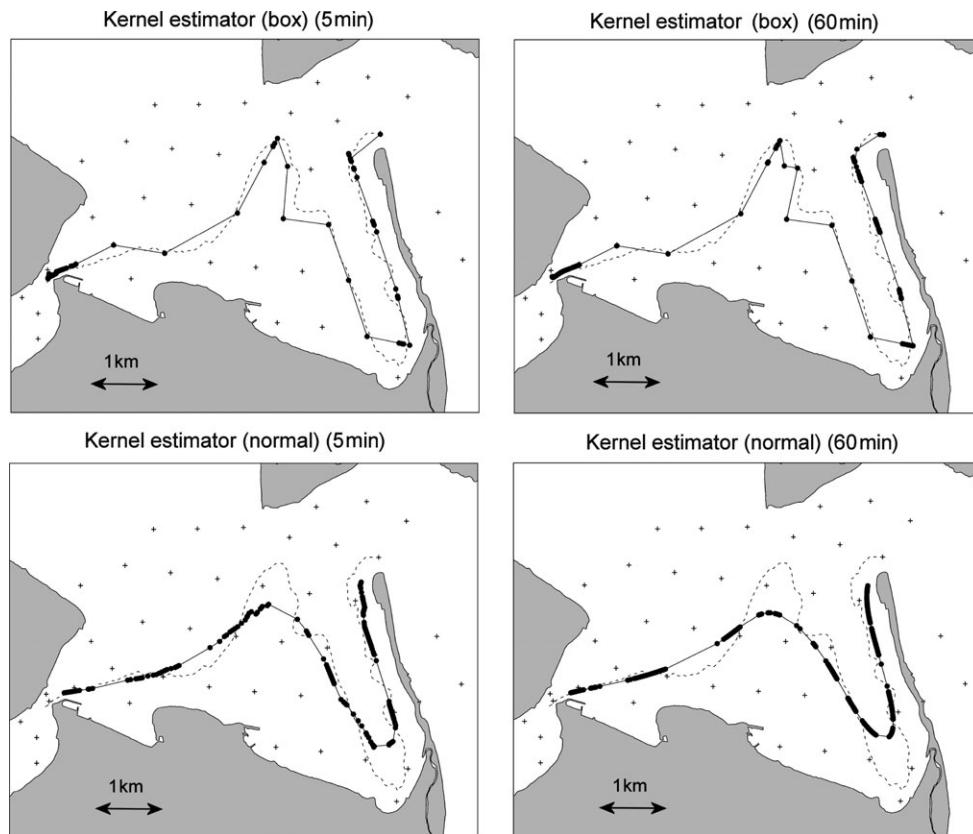 Kernel estimator (box) (5min)
Kernel estimator (box) (60min)
1km
1km
Kernel estimator (normal) (5min)
Kernel estimator (normal) (60min)
1km
1km